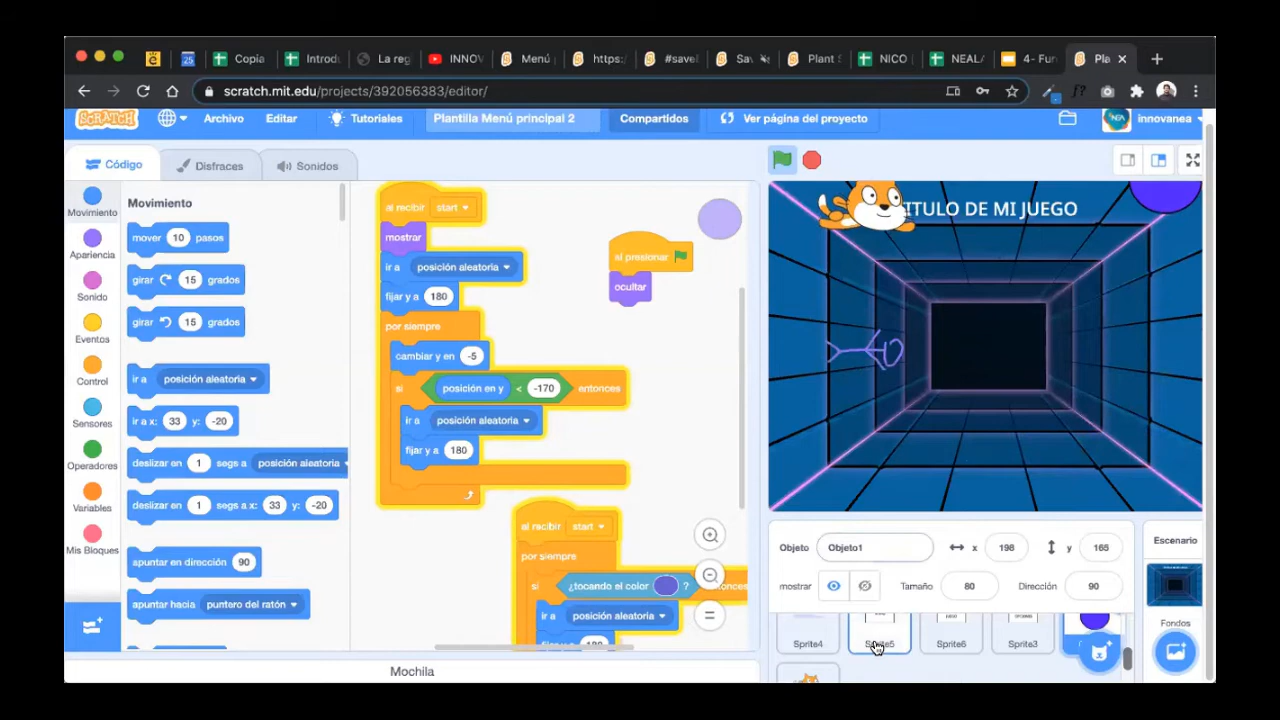 25 Copia Introdu La reg INNOV Menú https:/ #savel Sav Plant S NICO NEAL/ 4- Fun Pla
scratch.mit.edu/projects/392056383/editor/
SCRATCH Archivo Editar Tutoriales Plantilla Menú principal 2 Compartidos Ver página del proyecto innovanea
Código Disfraces Sonidos
Movimiento
Apariencia
Sonido
Eventos
Control
Sensores
Operadores
Variables
Mis Bloques
Movimiento
mover 10 pasos
girar 15 grados
girar 15 grados
ir a posición aleatoria
ir a x: 33 y: -20
deslizar en 1 segs a posición aleatoria
deslizar en 1 segs a x: 33 y: -20
apuntar en dirección 90
apuntar hacia puntero del ratón
al recibir start
mostrar
ir a posición aleatoria
fijar y a 180
por siempre
cambiar y en -5
si posición en y < -170 entonces
ir a posición aleatoria
fijar y a 180
al presionar
ocultar
al recibir start
por siempre
si ¿tocando el color ?
ir a posición aleatoria
TITULO DE MI JUEGO
Objeto Objeto1 x 198 y 165
mostrar Tamaño 80 Dirección 90
Sprite4 Sprite5 Sprite6 Sprite3
Escenario
Fondos
Mochila